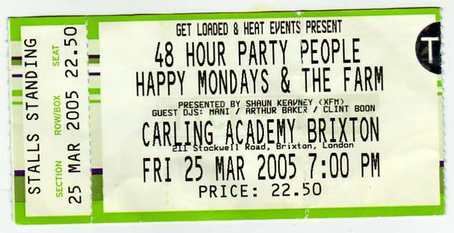 STALLS STANDING
ROW/BOX 22.50
SECTION 25 MAR 2005
GET LOADED & HEAT EVENTS PRESENT
48 HOUR PARTY PEOPLE
HAPPY MONDAYS & THE FARM
PRESENTED BY SHAUN KEAVNEY (XFM)
GUEST DJS: MANI / ARTHUR BAKER / CLINT BOON
CARLING ACADEMY BRIXTON
211 Stockwell Road, Brixton, London
FRI 25 MAR 2005 7:00 PM
PRICE: 22.50
T